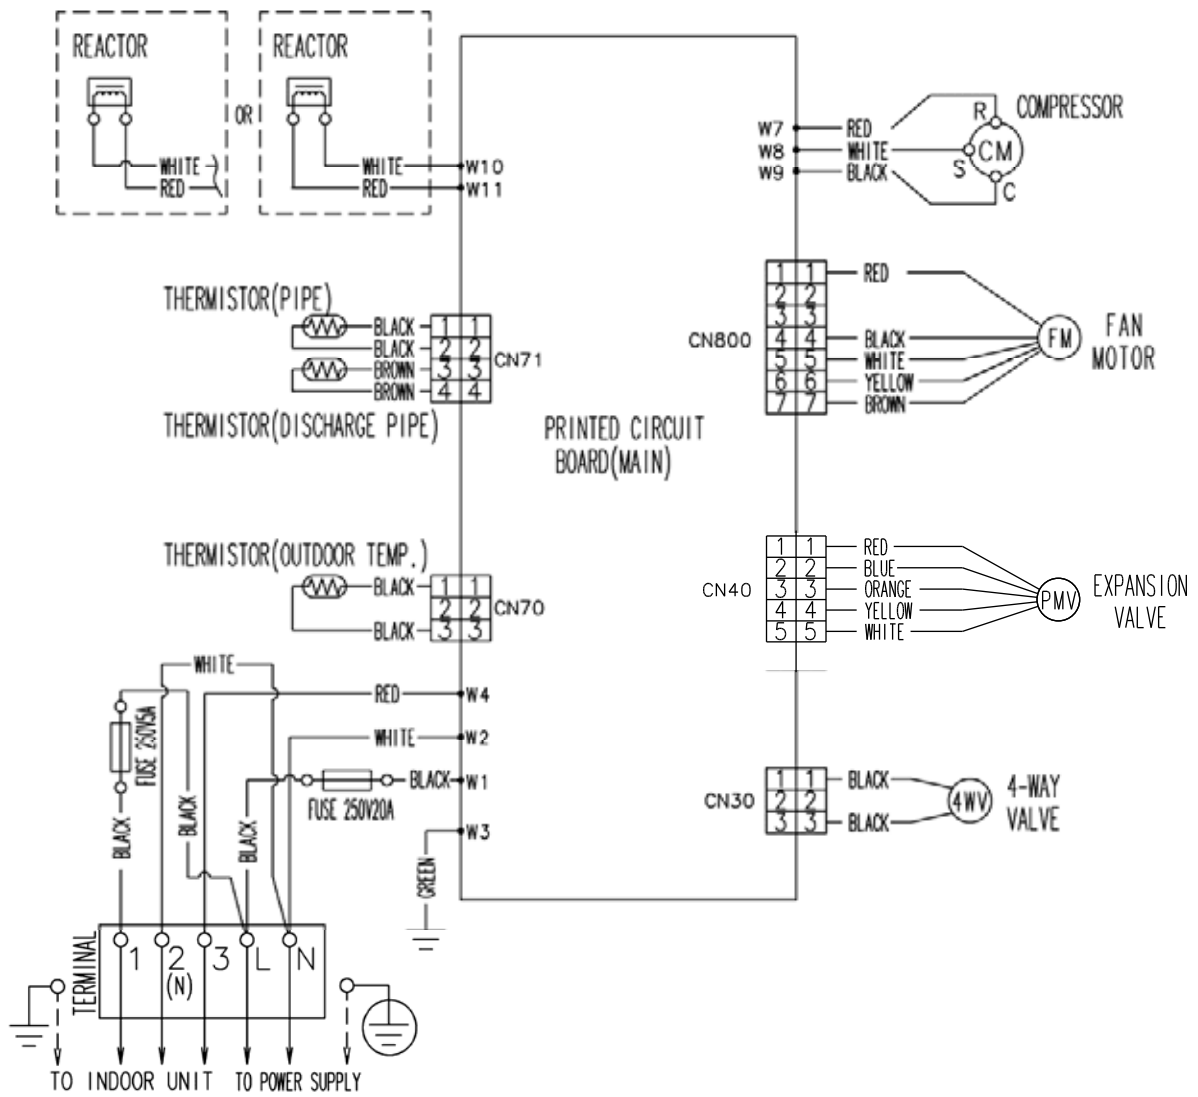 REACTOR
WHITE
RED
OR
REACTOR
WHITE
RED
W10
W11
W7
W8
W9
RED
WHITE
BLACK
R
S
C
CM
COMPRESSOR
THERMISTOR(PIPE)
BLACK 1 1
BLACK 2 2
BROWN 3 3
BROWN 4 4
CN71
THERMISTOR(DISCHARGE PIPE)
CN800
1 1 RED
2 2
3 3
4 4 BLACK
5 5 WHITE
6 6 YELLOW
7 7 BROWN
FM
FAN
MOTOR
PRINTED CIRCUIT
BOARD(MAIN)
THERMISTOR(OUTDOOR TEMP.)
BLACK 1 1
2 2
BLACK 3 3
CN70
CN40
1 1 RED
2 2 BLUE
3 3 ORANGE
4 4 YELLOW
5 5 WHITE
PMV
EXPANSION
VALVE
WHITE
RED
W4
WHITE
W2
BLACK
W1
FUSE 250V20A
W3
GREEN
FUSE 250V5A
BLACK
BLACK
BLACK
CN30
1 1 BLACK
2 2
3 3 BLACK
4WV
4-WAY
VALVE
TERMINAL
1 2 3 L N
(N)
TO INDOOR UNIT
TO POWER SUPPLY